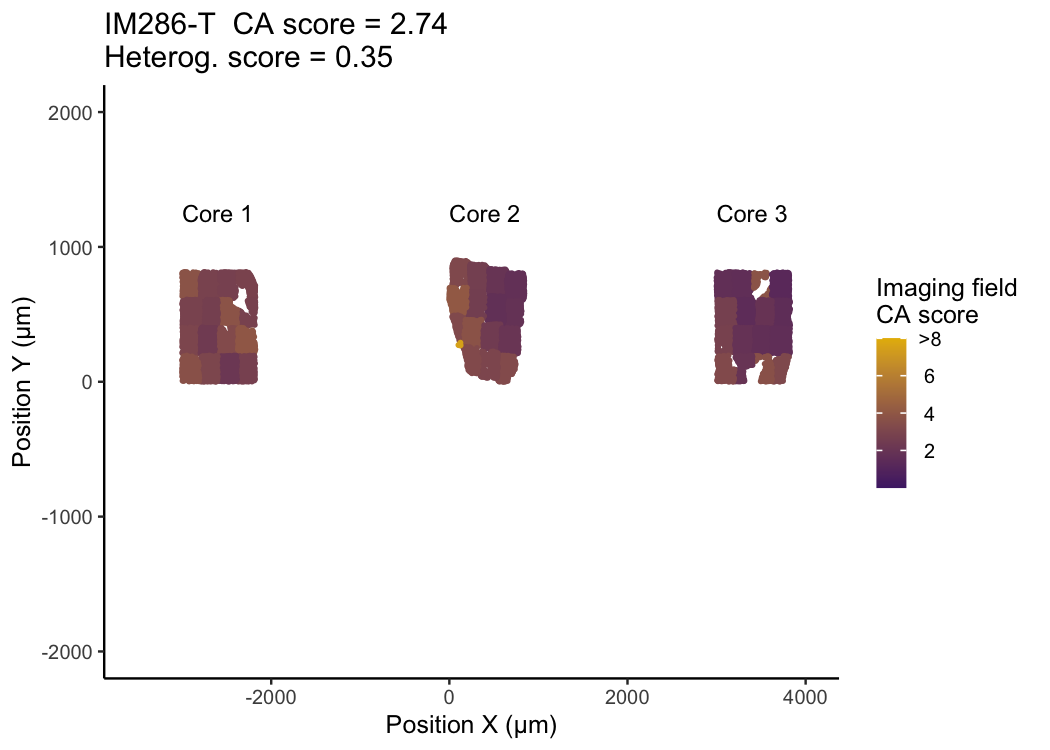 IM286-T  CA score = 2.74
Heterog. score = 0.35
2000
1000
0
-1000
-2000
Position Y (μm)
Core 1
Core 2
Core 3
-2000
0
2000
4000
Position X (μm)
Imaging field
CA score
>8
6
4
2